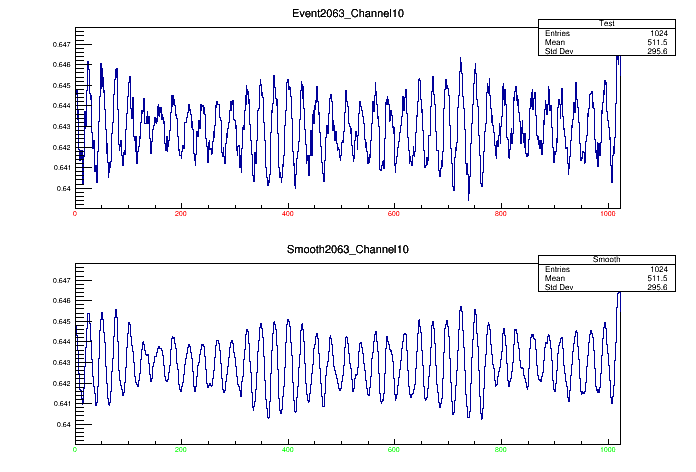 Event2063_Channel10
Test
Entries 1024
Mean 511.5
Std Dev 295.6
0.647
0.646
0.645
0.644
0.643
0.642
0.641
0.64
0 200 400 600 800 1000
Smooth2063_Channel10
Smooth
Entries 1024
Mean 511.5
Std Dev 295.6
0.647
0.646
0.645
0.644
0.643
0.642
0.641
0.64
0 200 400 600 800 1000